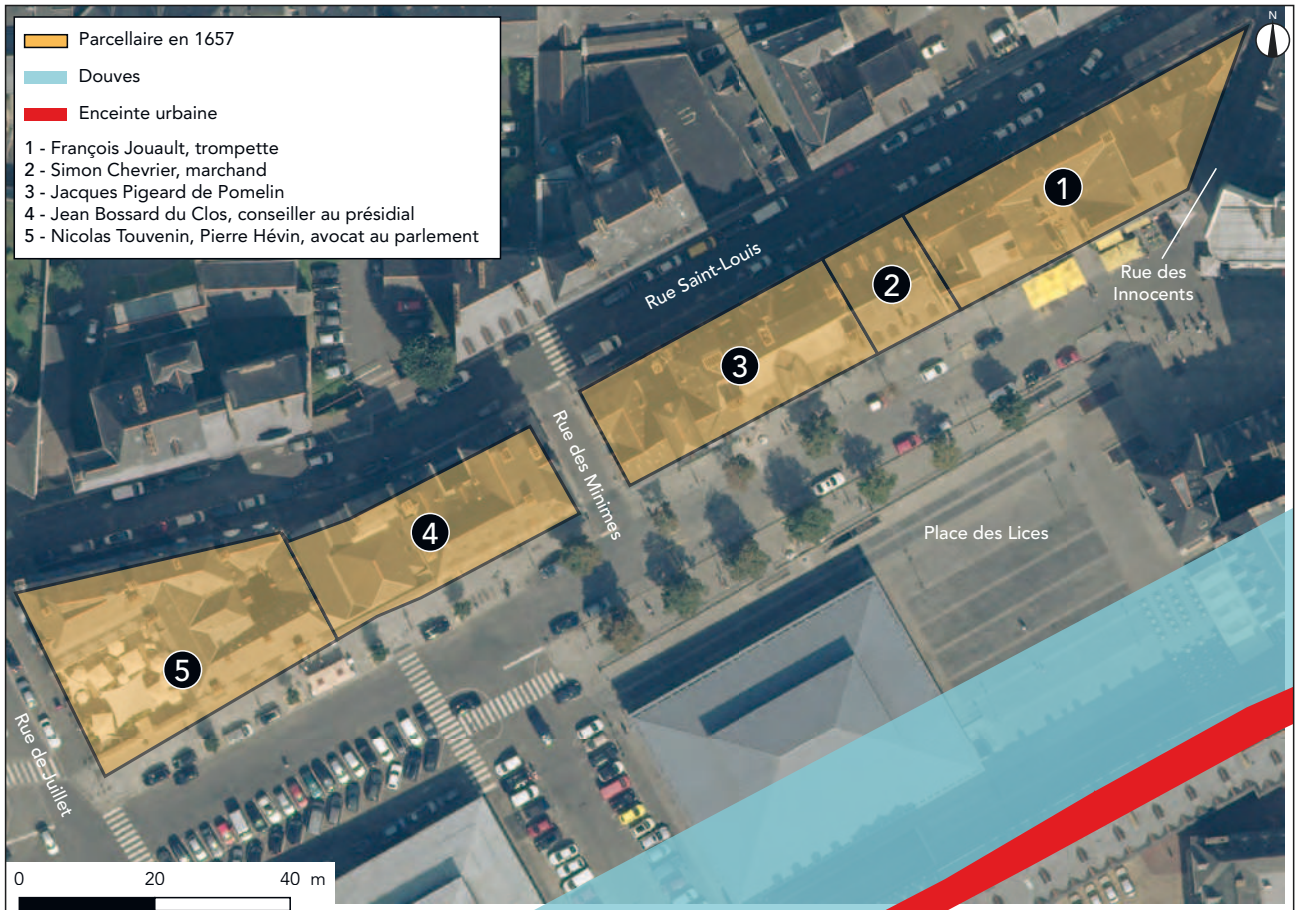 Parcellaire en 1657
Douves
Enceinte urbaine
1 - François Jouault, trompette
2 - Simon Chevrier, marchand
3 - Jacques Pigeard de Pomelin
4 - Jean Bossard du Clos, conseiller au présidial
5 - Nicolas Touvenin, Pierre Hévin, avocat au parlement
N
1
Rue Saint-Louis
Rue des
Innocents
2
3
Rue des Minimes
4
Place des Lices
5
Rue de Juillet
0 20 40 m